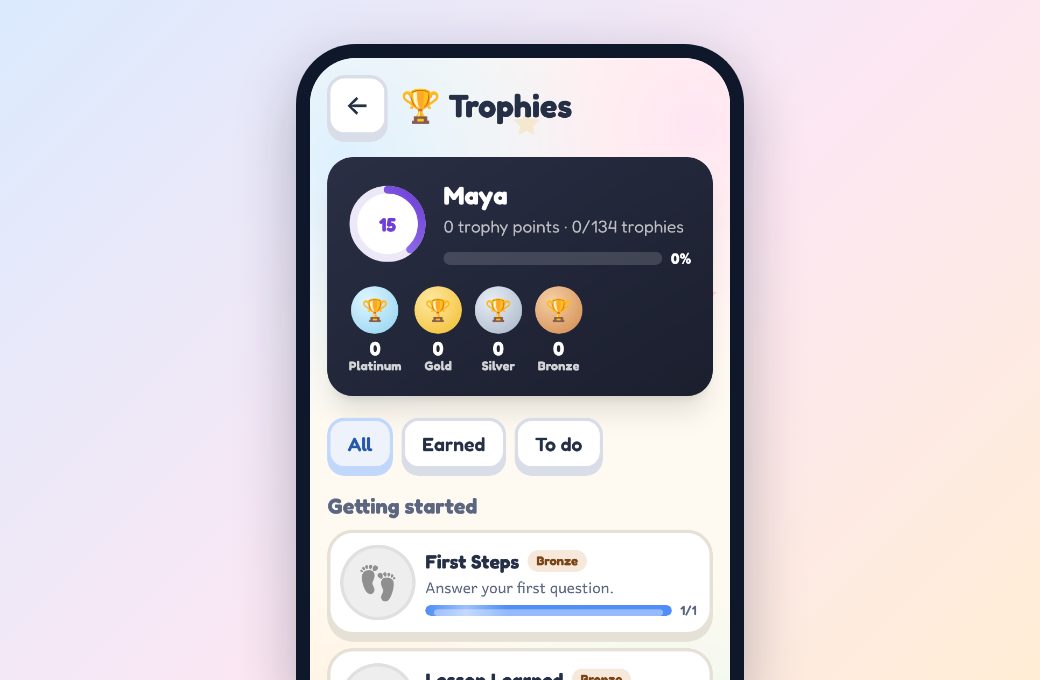 Trophies
15
Maya
0 trophy points · 0/134 trophies
0%
0 0 0 0
Platinum Gold Silver Bronze
All Earned To do
Getting started
First Steps Bronze
Answer your first question.
1/1
Lesson Learned Bronze